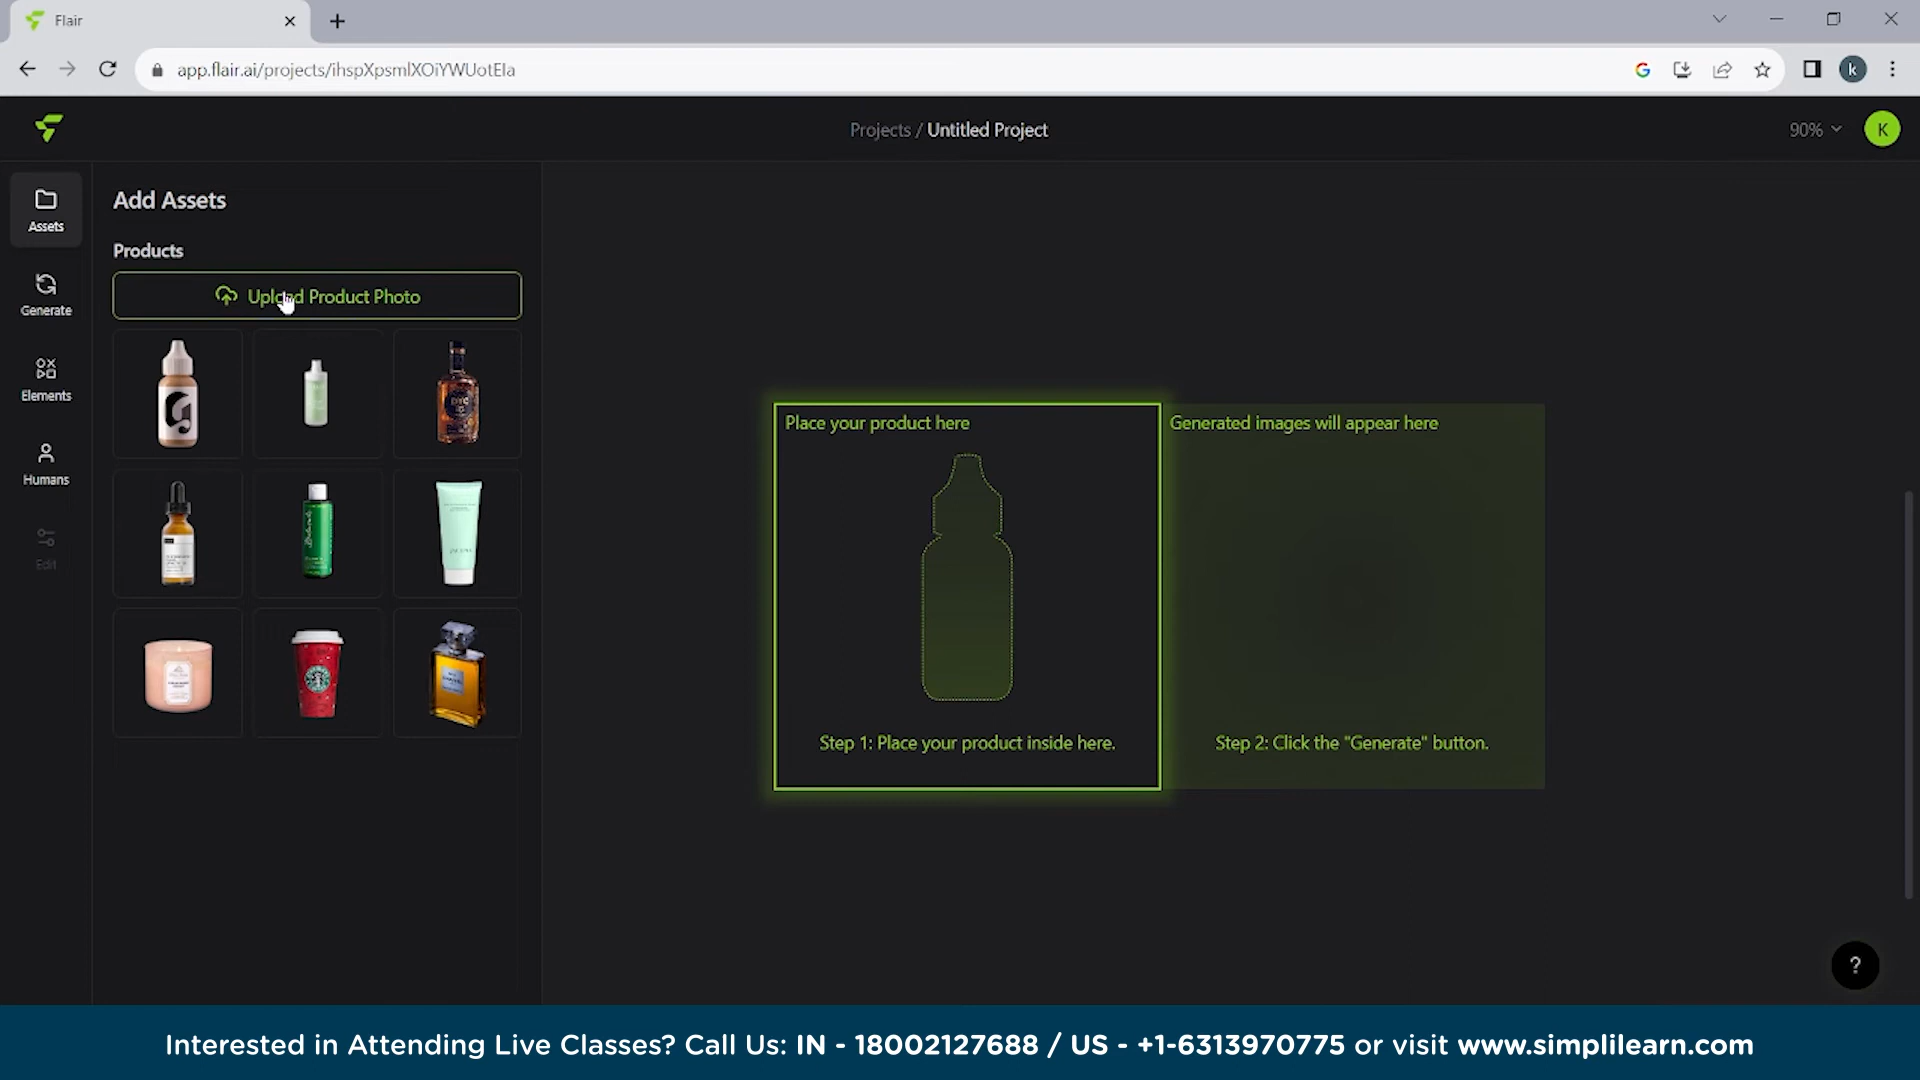 Flair
app.flair.ai/projects/ihspXpsmlXOiYWUotEla
k
Projects / Untitled Project
90%
K
Assets
Generate
Elements
Humans
Edit
Add Assets
Products
Upload Product Photo
Place your product here
Step 1: Place your product inside here.
Generated images will appear here
Step 2: Click the "Generate" button.
?
Interested in Attending Live Classes? Call Us: IN - 18002127688 / US - +1-6313970775 or visit www.simplilearn.com